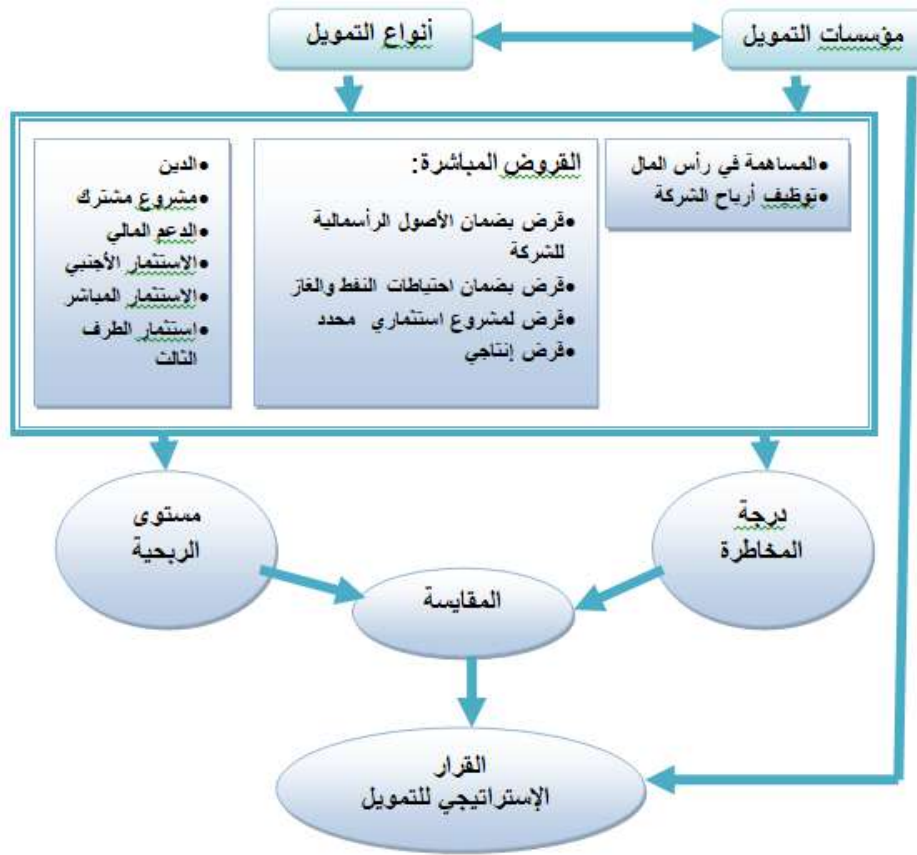 مؤسسات التمويل
أنواع التمويل
•المساهمة في رأس المال
•توظيف أرباح الشركة
القروض المباشرة:
•قرض بضمان الأصول الرأسمالية
للشركة
•قرض بضمان احتياطات النفط والغاز
•قرض لمشروع استثماري محدد
•قرض إنتاجي
•الدين
•مشروع مشترك
•الدعم المالي
•الاستثمار الأجنبي
•الاستثمار المباشر
•استثمار الطرف
الثالث
درجة
المخاطرة
مستوى
الربحية
المقايسة
القرار
الإستراتيجي للتمويل